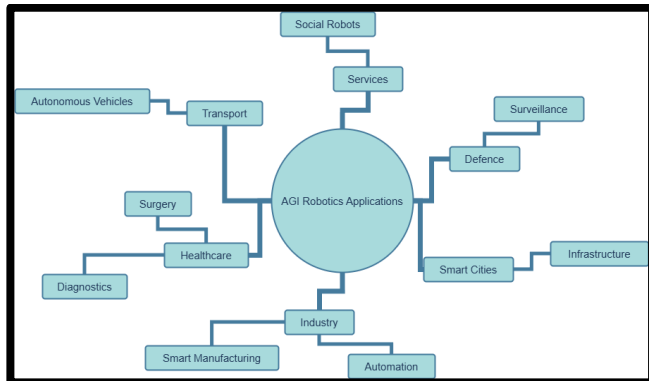 Social Robots
Services
Autonomous Vehicles
Transport
Surveillance
Defence
AGI Robotics Applications
Surgery
Healthcare
Diagnostics
Smart Cities
Infrastructure
Industry
Smart Manufacturing
Automation